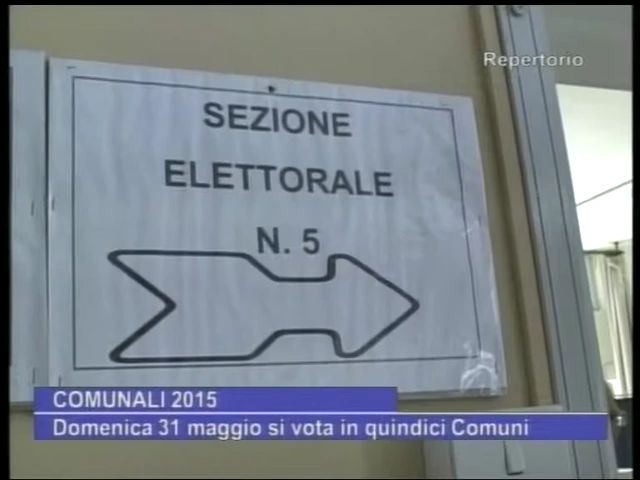 Repertorio
SEZIONE
ELETTORALE
N. 5
COMUNALI 2015
Domenica 31 maggio si vota in quindici Comuni